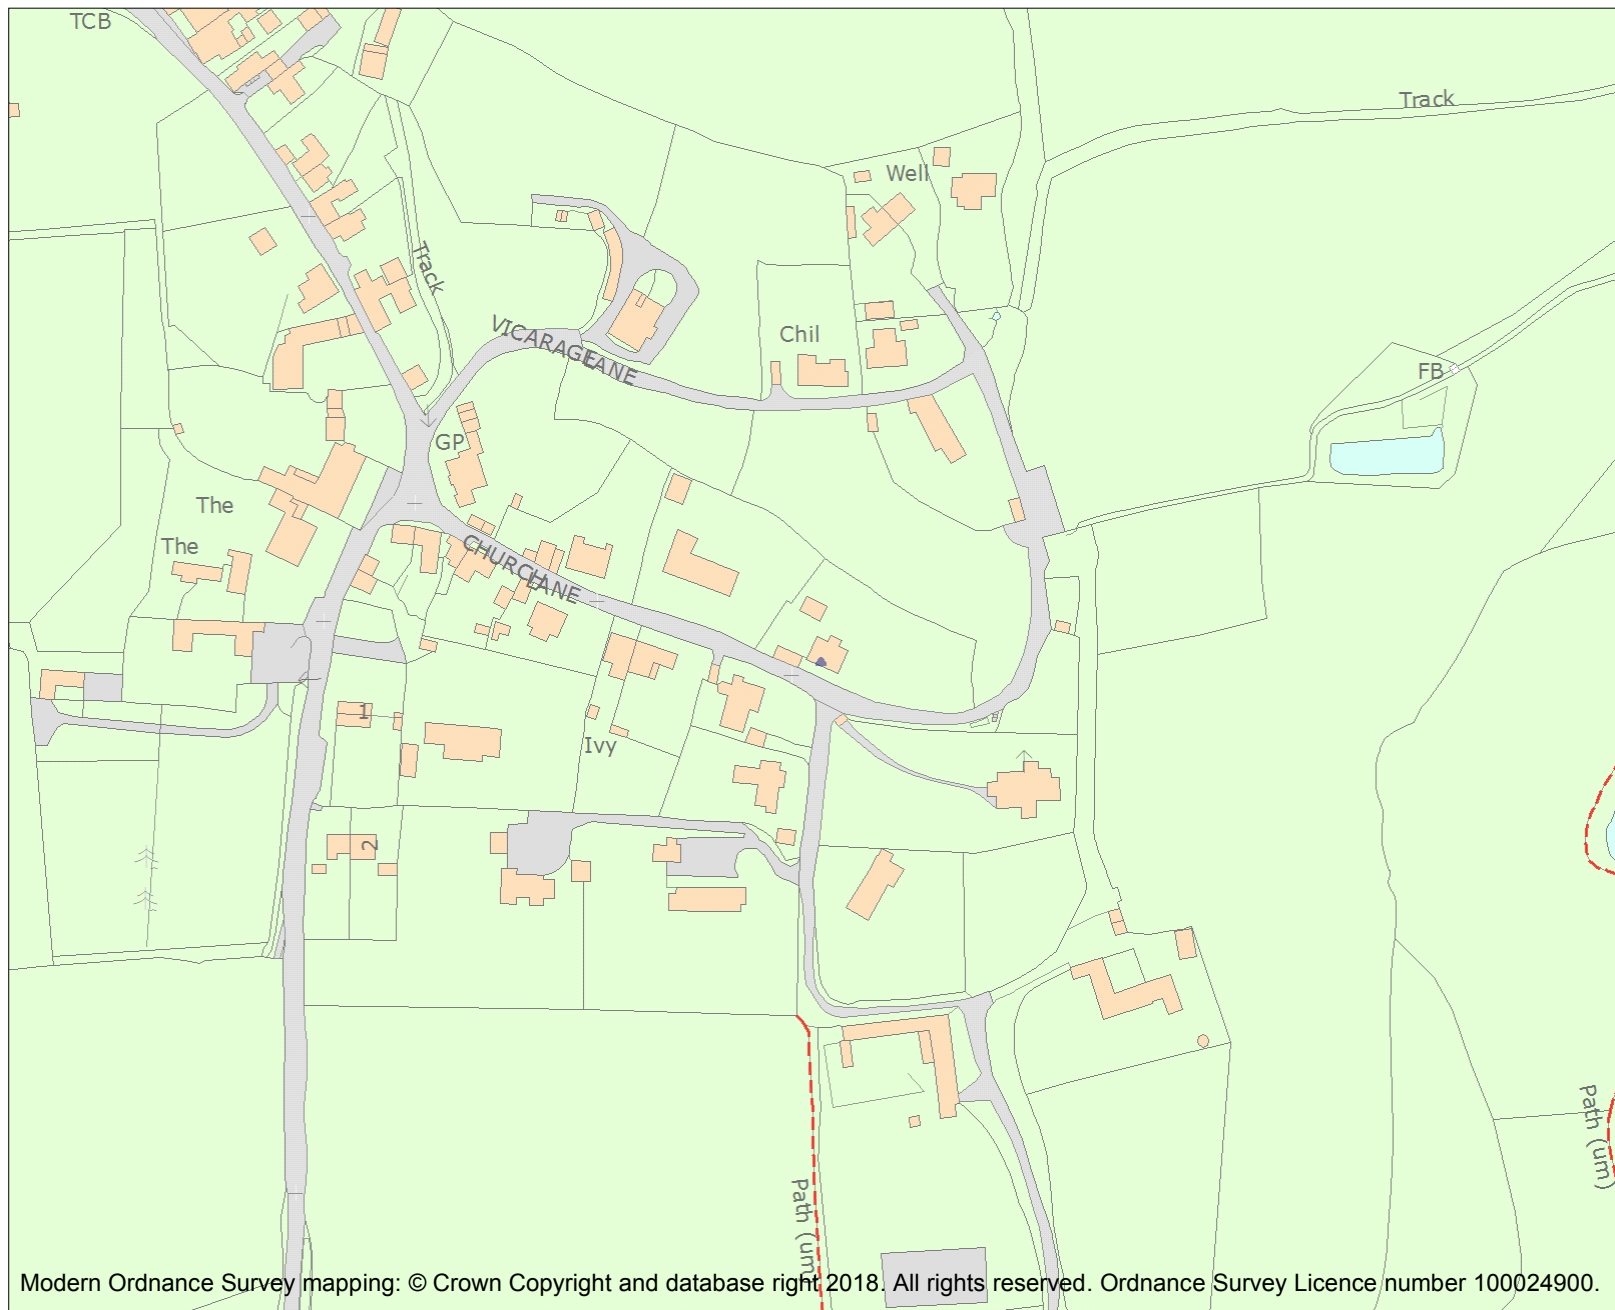 TCB
Track
Well
Track
VICARAGE LANE
Chil
FB
GP
The
The
CHURCH LANE
1
Ivy
2
Path (um)
Path (um)
Modern Ordnance Survey mapping: © Crown Copyright and database right 2018. All rights reserved. Ordnance Survey Licence number 100024900.